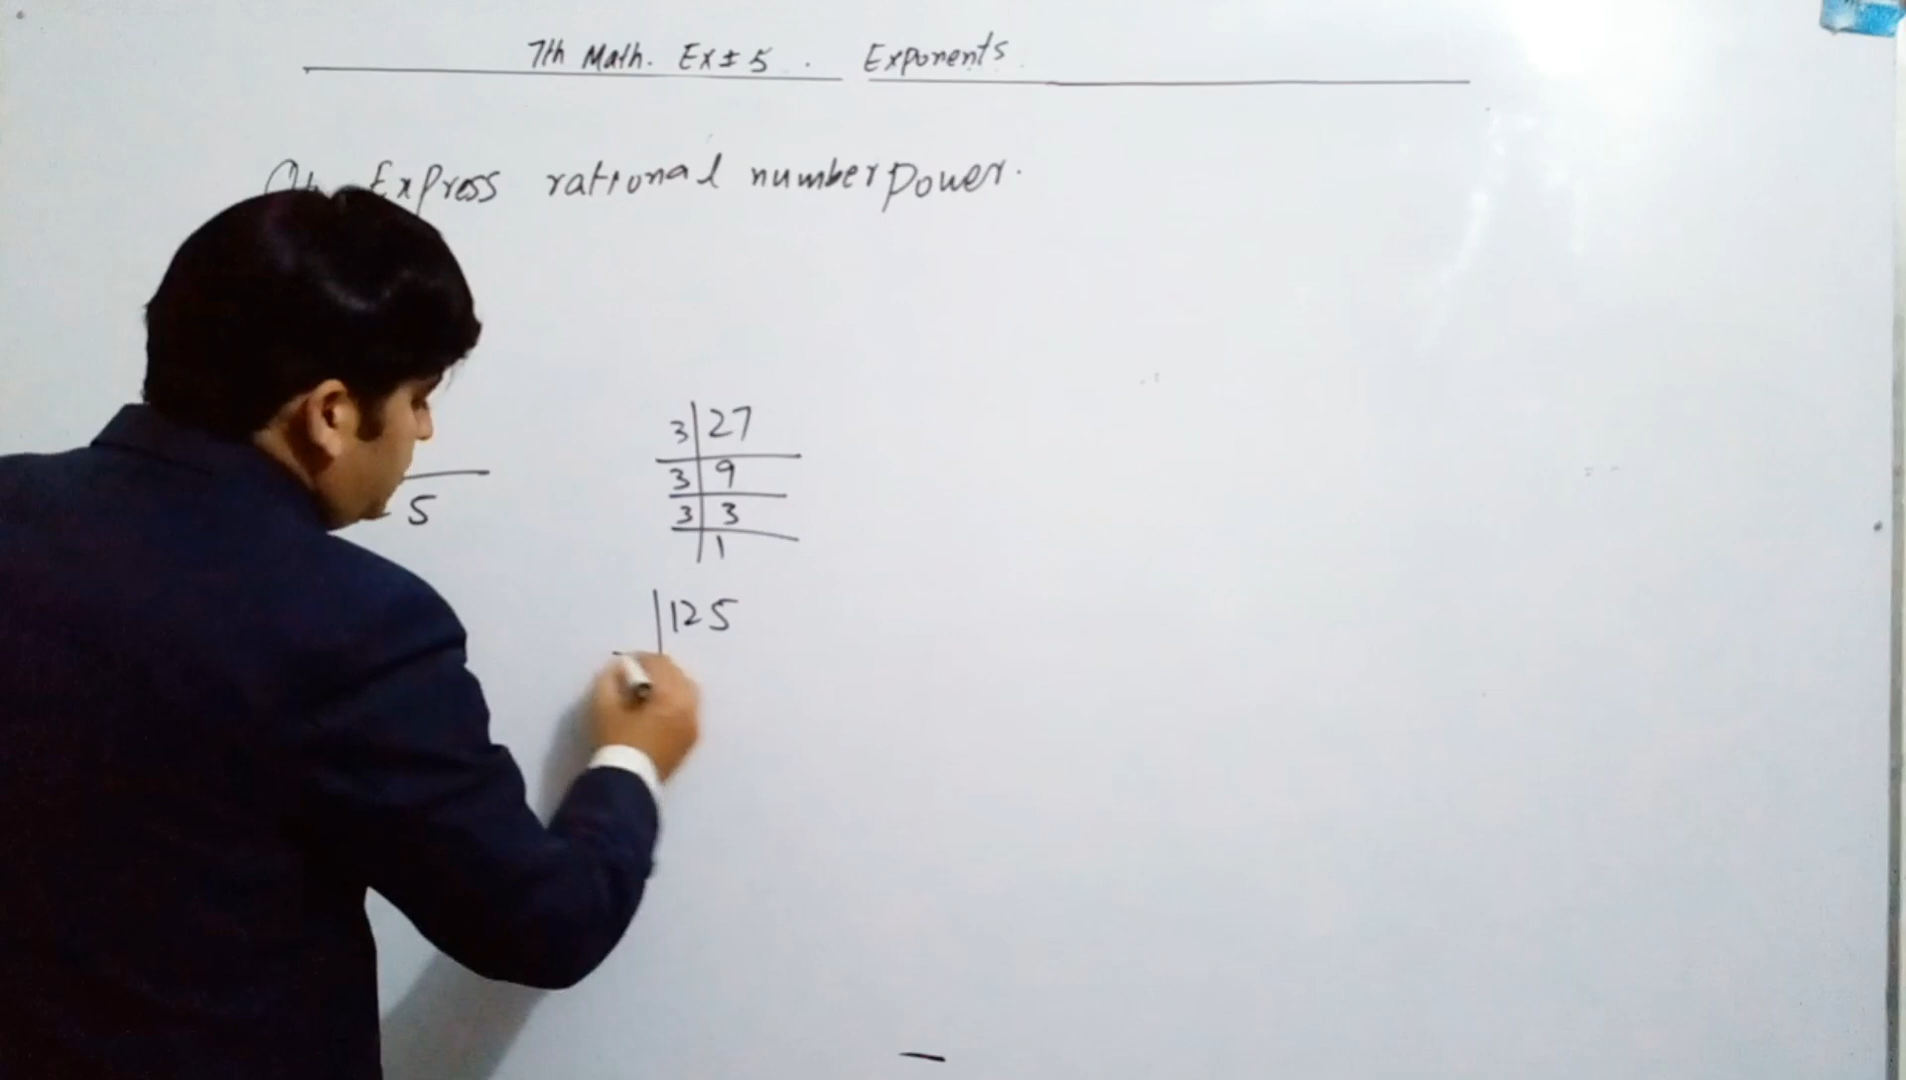 7th Math. Ex ± 5 . Exponents
Express rational number power.
3 | 27
3 | 9
5
3 | 3
1
125